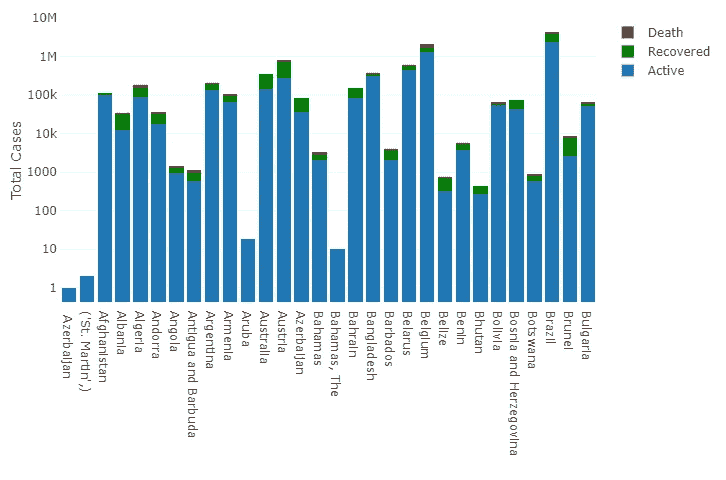 10M
1M
100k
10k
1000
100
10
1
Total Cases
Death
Recovered
Active
Azerbaijan
('St. Martin',)
Afghanistan
Albania
Algeria
Andorra
Angola
Antigua and Barbuda
Argentina
Armenia
Aruba
Australia
Austria
Azerbaijan
Bahamas
Bahamas, The
Bahrain
Bangladesh
Barbados
Belarus
Belgium
Belize
Benin
Bhutan
Bolivia
Bosnia and Herzegovina
Botswana
Brazil
Brunei
Bulgaria